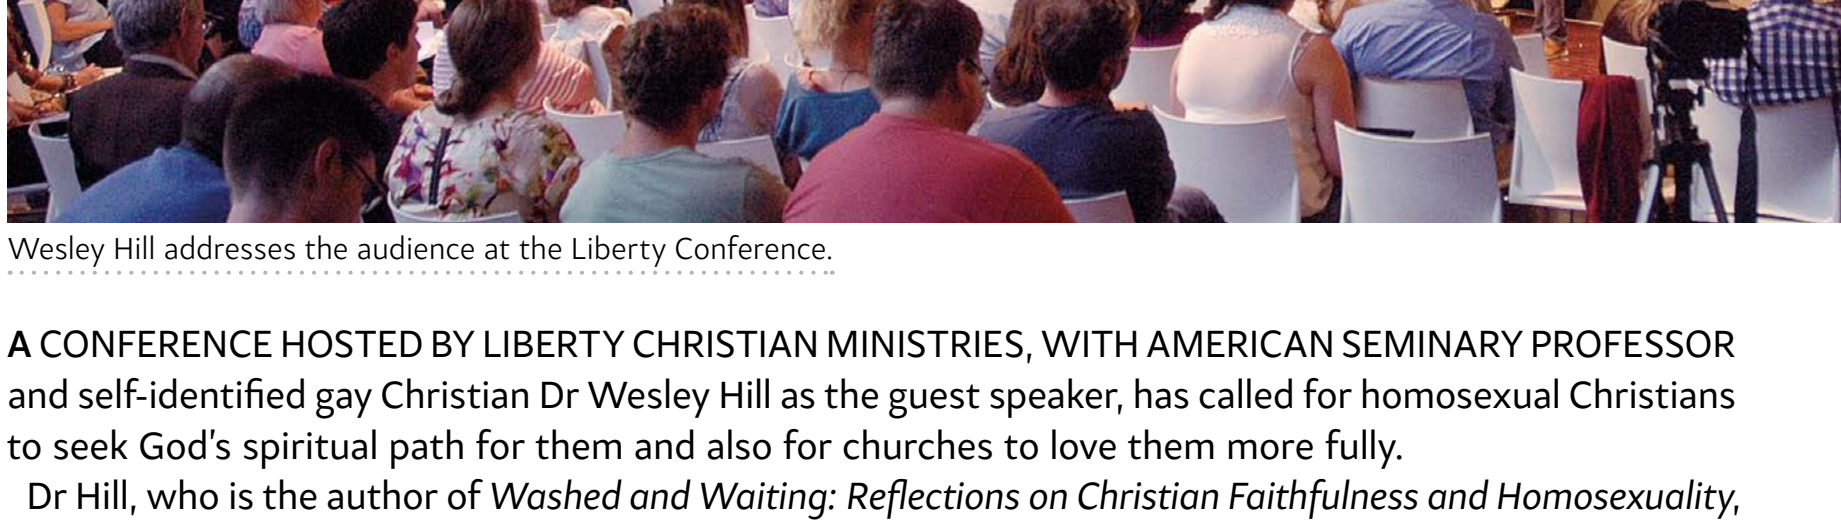 Wesley Hill addresses the audience at the Liberty Conference.
A CONFERENCE HOSTED BY LIBERTY CHRISTIAN MINISTRIES, WITH AMERICAN SEMINARY PROFESSOR
and self-identified gay Christian Dr Wesley Hill as the guest speaker, has called for homosexual Christians
to seek God's spiritual path for them and also for churches to love them more fully.
Dr Hill, who is the author of Washed and Waiting: Reflections on Christian Faithfulness and Homosexuality,